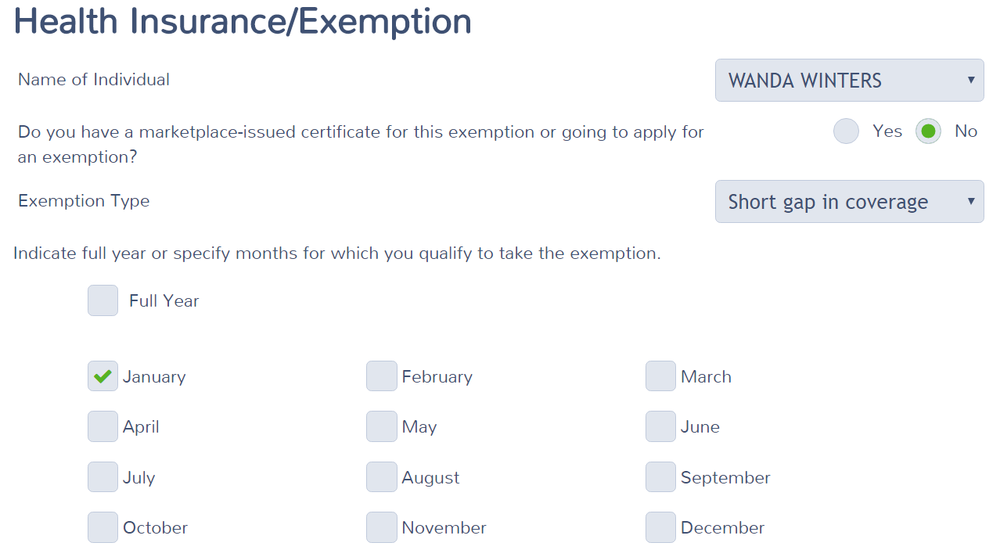 Health Insurance/Exemption
Name of Individual
WANDA WINTERS
Do you have a marketplace-issued certificate for this exemption or going to apply for
an exemption?
Yes No
Exemption Type
Short gap in coverage
Indicate full year or specify months for which you qualify to take the exemption.
Full Year
January February March
April May June
July August September
October November December